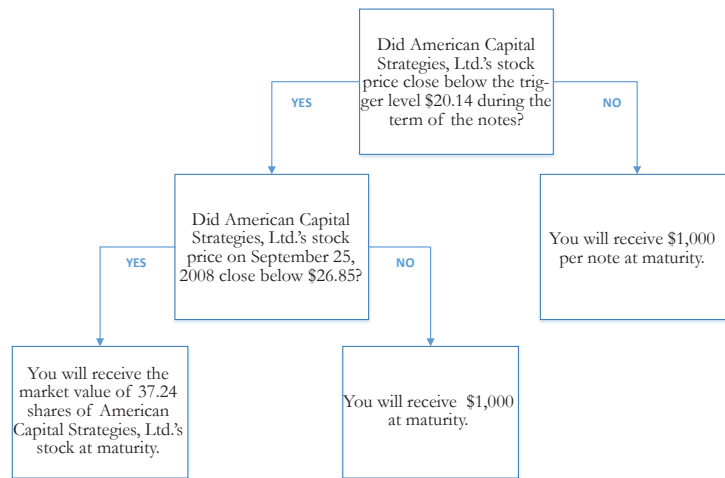 Did American Capital
Strategies, Ltd.'s stock
price close below the trig-
ger level $20.14 during the
term of the notes?
YES
NO
Did American Capital
Strategies, Ltd.'s stock
price on September 25,
2008 close below $26.85?
You will receive $1,000
per note at maturity.
YES
NO
You will receive the
market value of 37.24
shares of American
Capital Strategies, Ltd.'s
stock at maturity.
You will receive $1,000
at maturity.